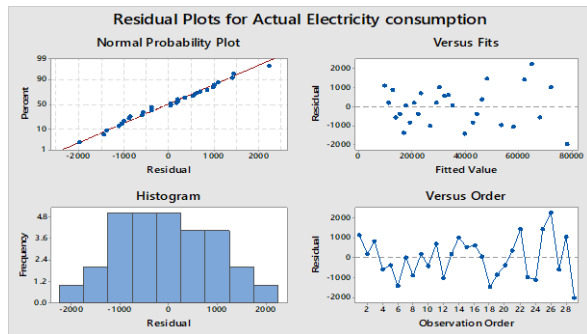 Residual Plots for Actual Electricity consumption
Normal Probability Plot
99
90
50
10
1
Percent
-2000 -1000 0 1000 2000
Residual
Versus Fits
2000
1000
0
-1000
-2000
Residual
0 20000 40000 60000 80000
Fitted Value
Histogram
4.8
3.6
2.4
1.2
0.0
Frequency
-2000 -1000 0 1000 2000
Residual
Versus Order
2000
1000
0
-1000
-2000
Residual
2 4 6 8 10 12 14 16 18 20 22 24 26 28
Observation Order